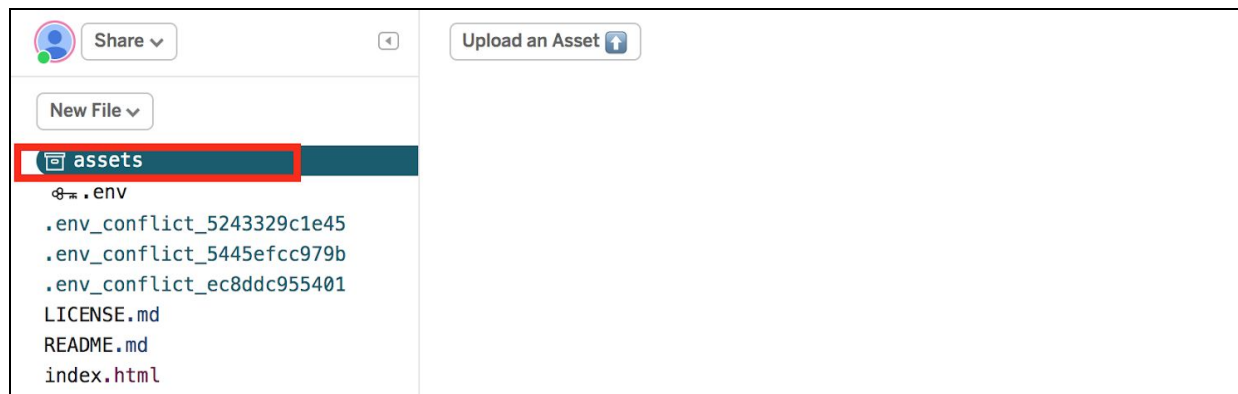 Share
Upload an Asset
New File
assets
.env
.env_conflict_5243329c1e45
.env_conflict_5445efcc979b
.env_conflict_ec8ddc955401
LICENSE.md
README.md
index.html